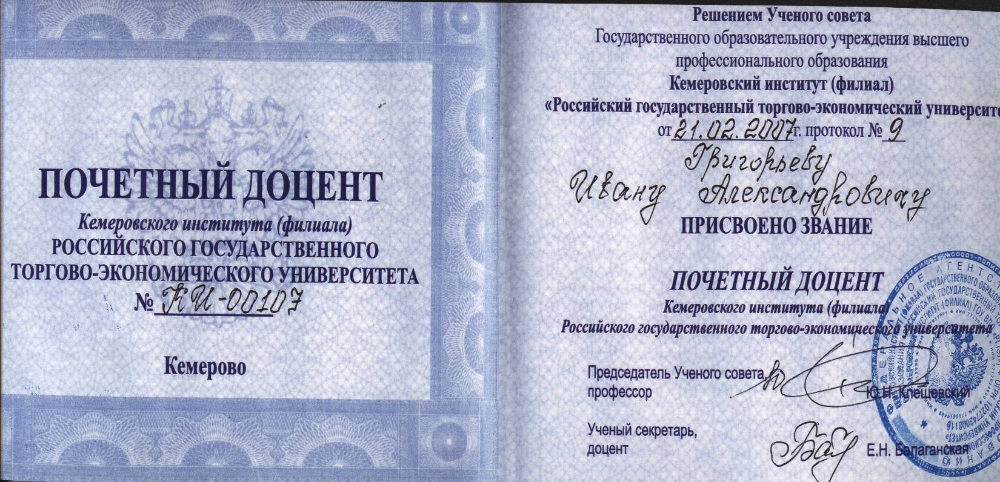 ПОЧЕТНЫЙ ДОЦЕНТ
Кемеровского института (филиала)
РОССИЙСКОГО ГОСУДАРСТВЕННОГО
ТОРГОВО-ЭКОНОМИЧЕСКОГО УНИВЕРСИТЕТА
№ КИ-00107
Кемерово
Решением Ученого совета
Государственного образовательного учреждения высшего
профессионального образования
Кемеровский институт (филиал)
«Российский государственный торгово-экономический университе
от 21.02.2007г. протокол № 9
Григорьеву
Ивану Александровичу
ПРИСВОЕНО ЗВАНИЕ
ПОЧЕТНЫЙ ДОЦЕНТ
Кемеровского института (филиала)
Российского государственного торгово-экономического университета
Председатель Ученого совета,
профессор
Ю.Н. Клещевский
Ученый секретарь,
доцент
Е.Н. Балаганская